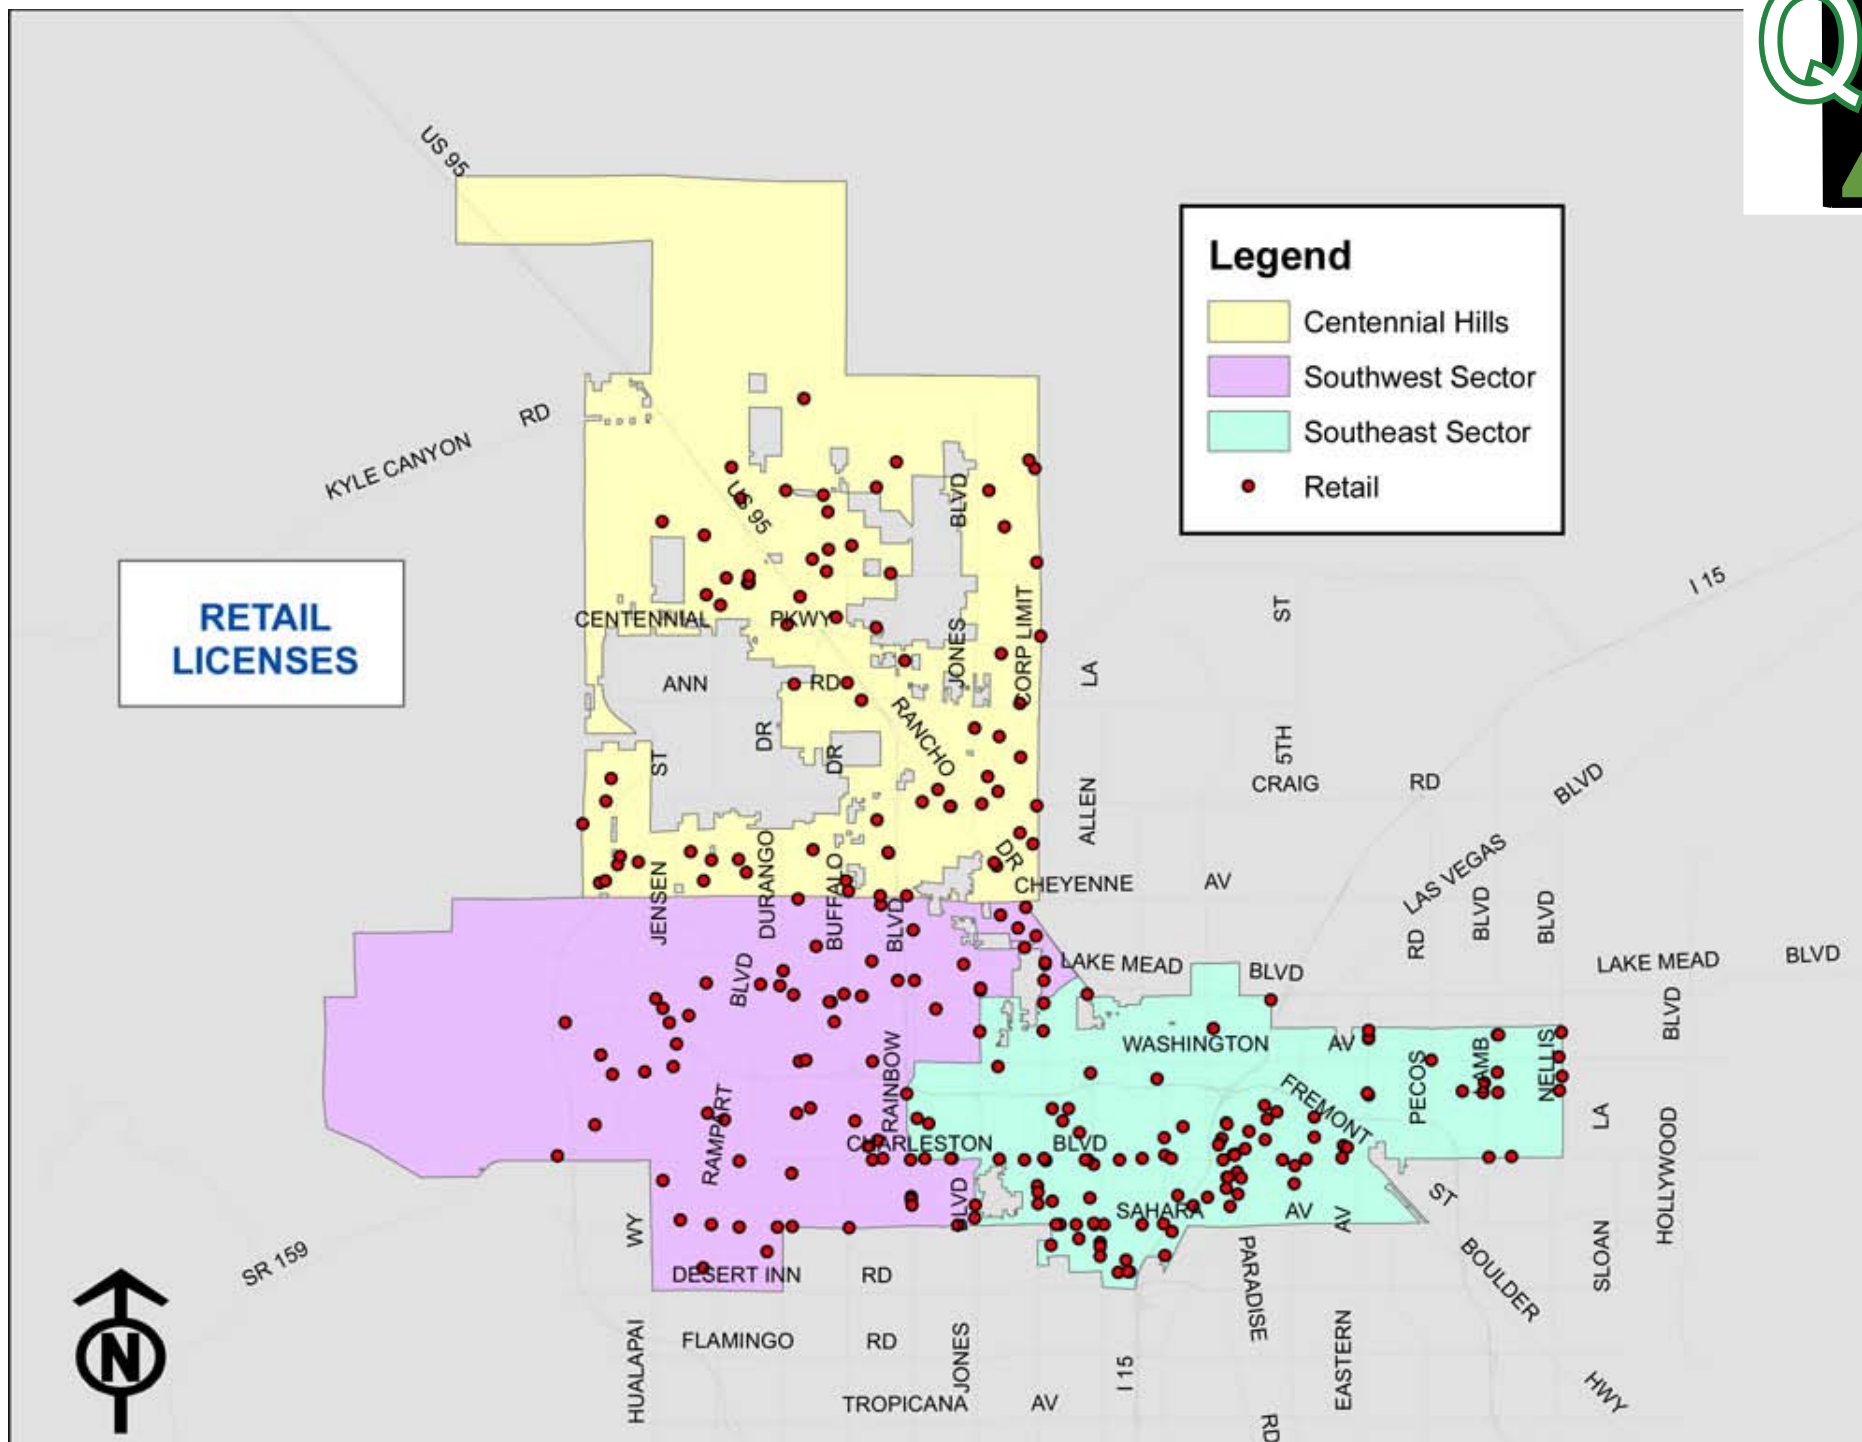 Q
US 95
Legend
Centennial Hills
Southwest Sector
Southeast Sector
Retail
KYLE CANYON RD
US 95
BLVD
I 15
RETAIL
LICENSES
CENTENNIAL PKWY
CORP LIMIT
JONES
ST
LA
ANN RD
RANCHO
DR
DR
DR
ST
5TH
CRAIG RD
BLVD
ALLEN
CHEYENNE AV
LAS VEGAS
JENSEN
DURANGO
BUFFALO
BLVD
RD
BLVD
BLVD
BLVD
LAKE MEAD BLVD
LAKE MEAD BLVD
BLVD
WASHINGTON AV
RAINBOW
FREMONT
PECOS
LAMB
NELLIS
LA
RAMPART
CHARLESTON BLVD
HOLLYWOOD
BLVD
SAHARA AV
AV
ST
WY
SR 159
DESERT INN RD
PARADISE
BOULDER
SLOAN
N
HUALAPAI
FLAMINGO RD
JONES
I 15
EASTERN
TROPICANA AV
RD
HWY